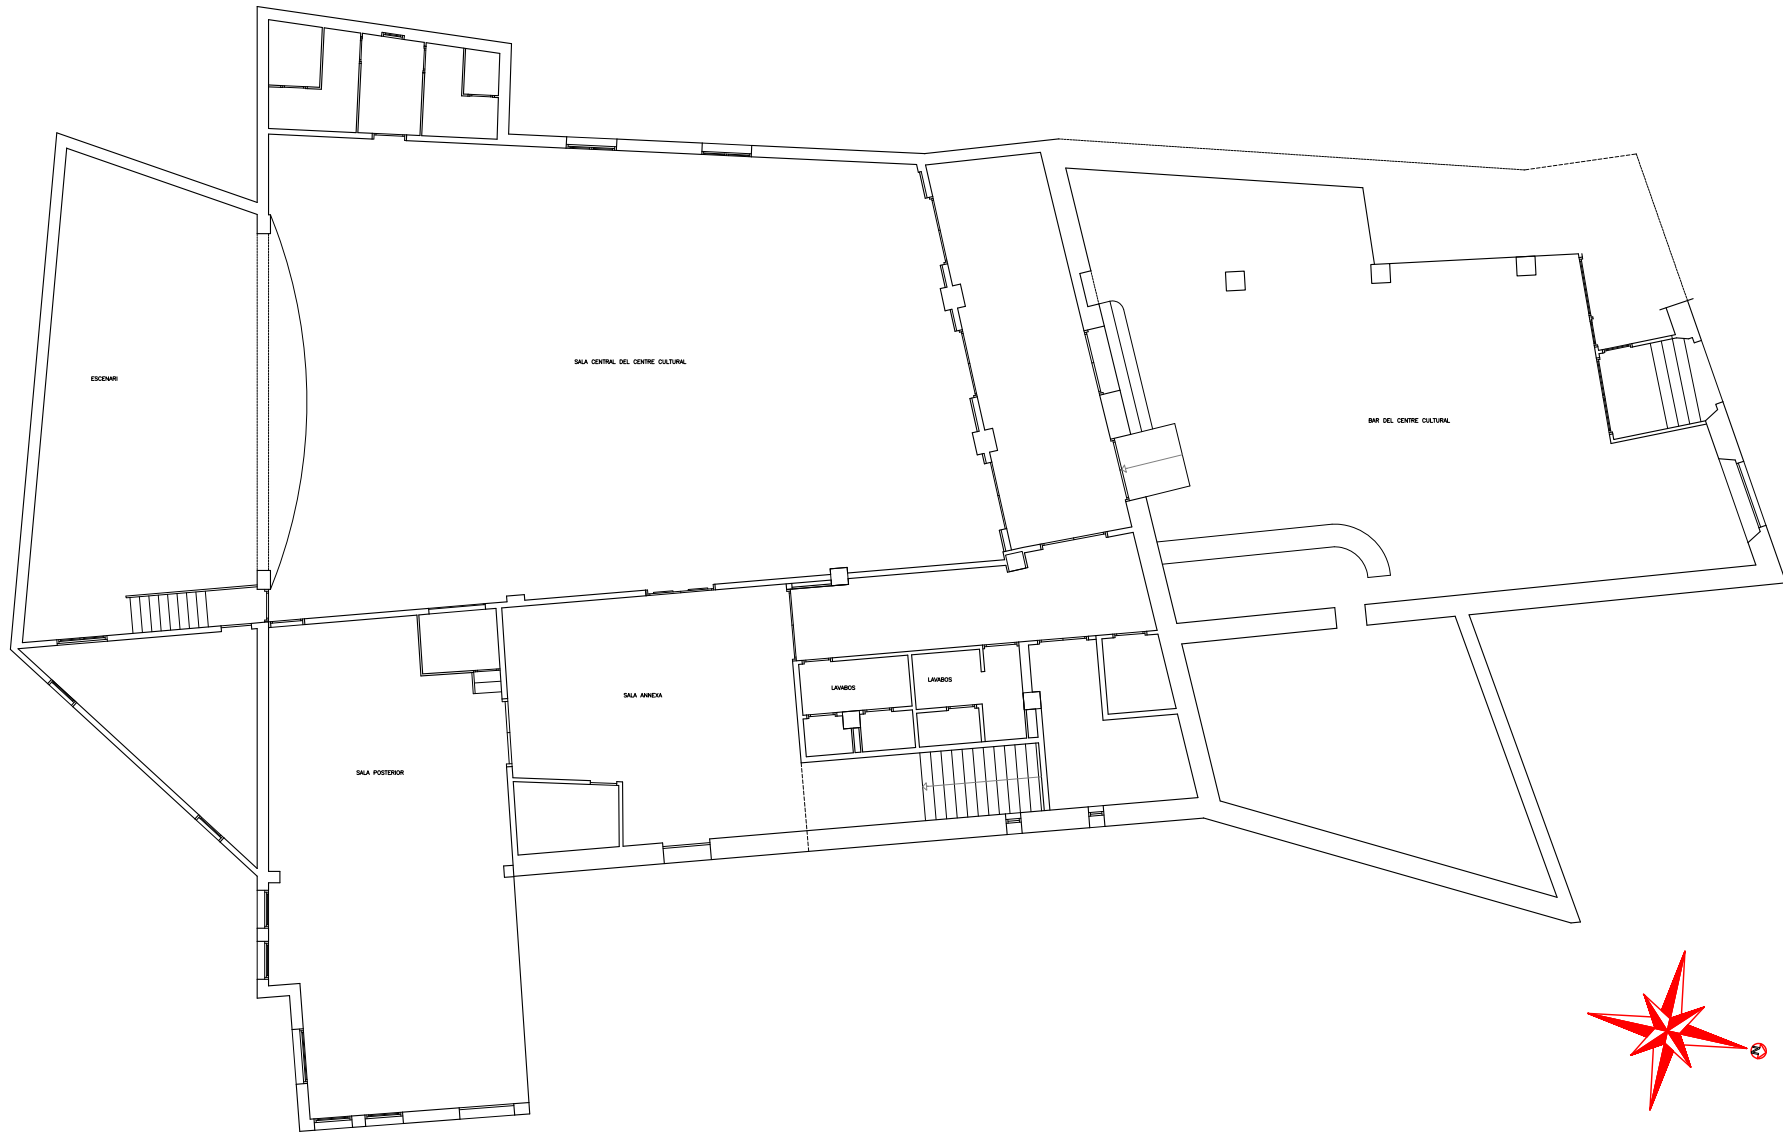 SALA CENTRAL DEL CENTRE CULTURAL
ESCENARI
BAR DEL CENTRE CULTURAL
LAVABOS
LAVABOS
SALA ANNEXA
SALA POSTERIOR
N